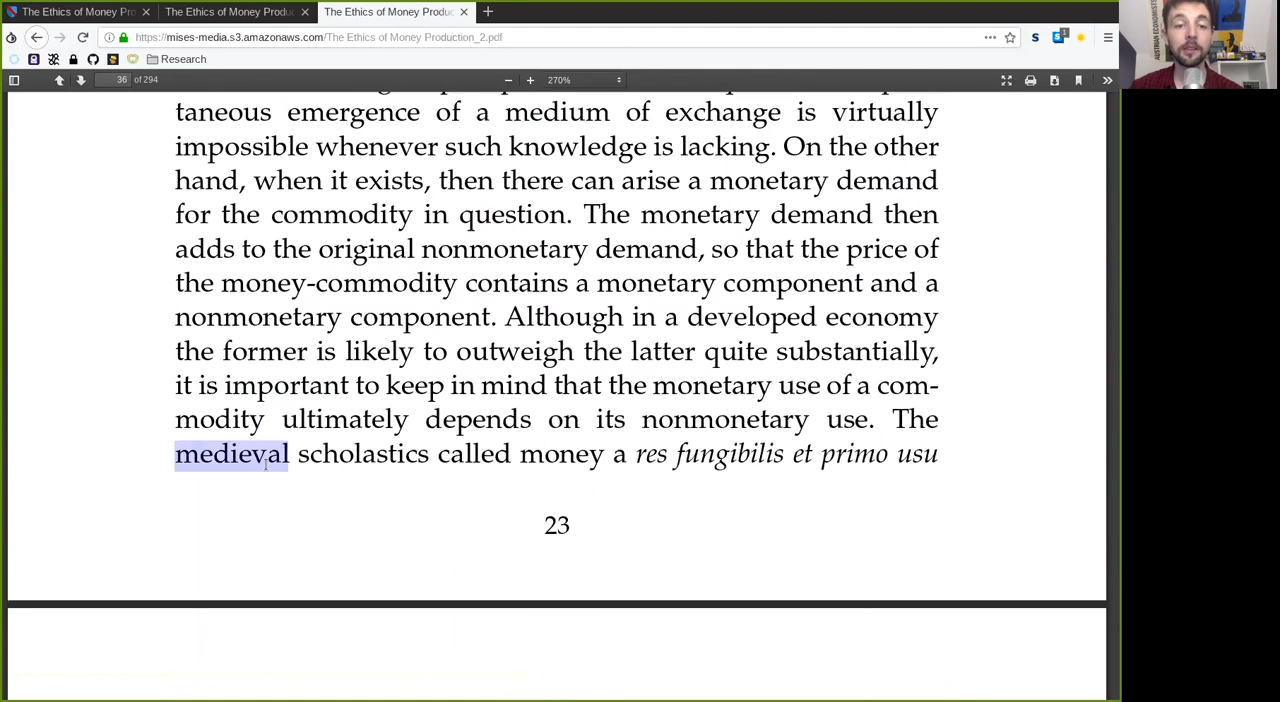 The Ethics of Money Pro
The Ethics of Money Produ
The Ethics of Money Produ
https://mises-media.s3.amazonaws.com/The Ethics of Money Production_2.pdf
Research
36 of 294
270%
taneous emergence of a medium of exchange is virtually
impossible whenever such knowledge is lacking. On the other
hand, when it exists, then there can arise a monetary demand
for the commodity in question. The monetary demand then
adds to the original nonmonetary demand, so that the price of
the money-commodity contains a monetary component and a
nonmonetary component. Although in a developed economy
the former is likely to outweigh the latter quite substantially,
it is important to keep in mind that the monetary use of a com-
modity ultimately depends on its nonmonetary use. The
medieval scholastics called money a res fungibilis et primo usu
23
AUSTRIAN ECONOMISTS